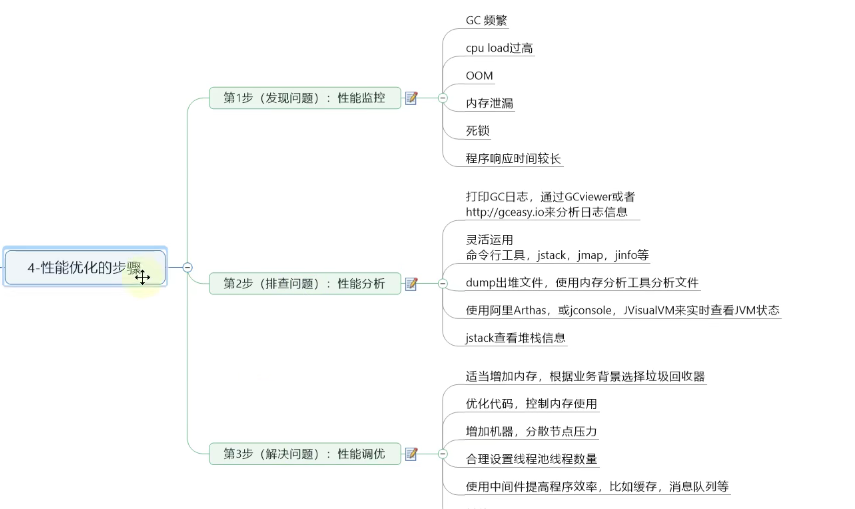 4-性能优化的步骤
第1步（发现问题）：性能监控
GC 频繁
cpu load过高
OOM
内存泄漏
死锁
程序响应时间较长
第2步（排查问题）：性能分析
打印GC日志，通过GCviewer或者
http://gceasy.io来分析日志信息
灵活运用
命令行工具，jstack，jmap，jinfo等
dump出堆文件，使用内存分析工具分析文件
使用阿里Arthas，或jconsole，JVisualVM来实时查看JVM状态
jstack查看堆栈信息
第3步（解决问题）：性能调优
适当增加内存，根据业务背景选择垃圾回收器
优化代码，控制内存使用
增加机器，分散节点压力
合理设置线程池线程数量
使用中间件提高程序效率，比如缓存，消息队列等